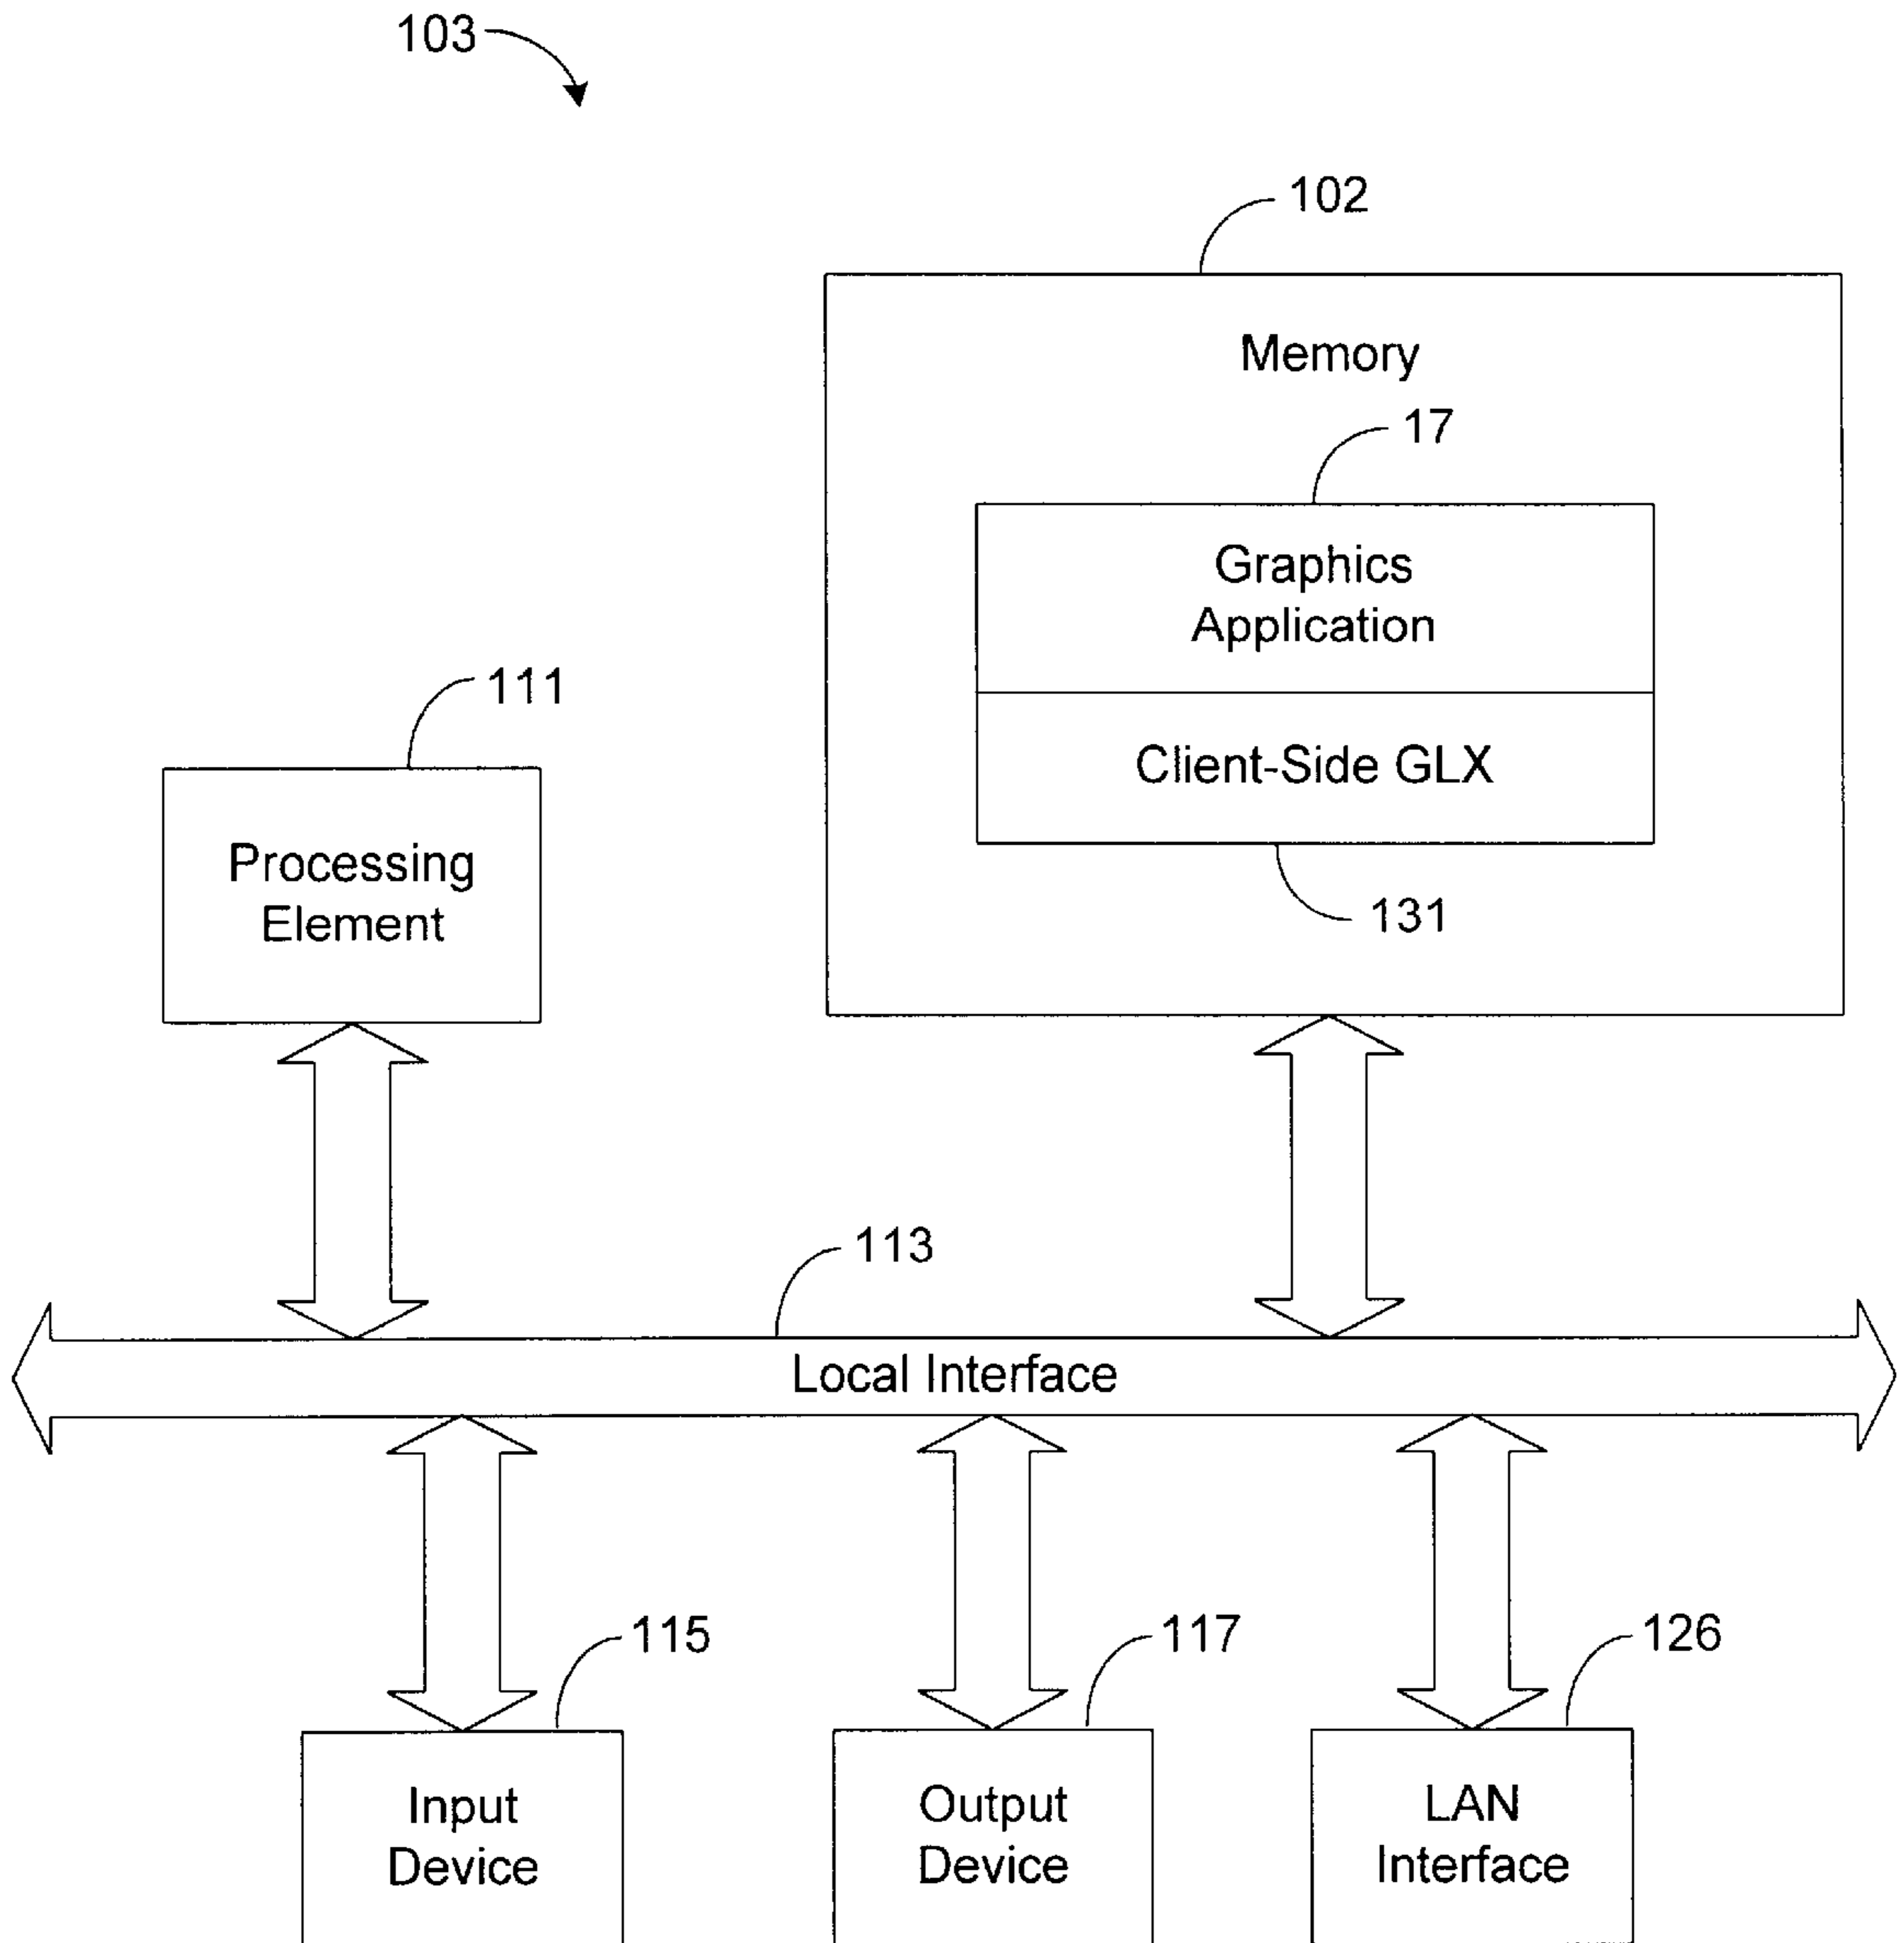 103
102
Memory
17
Graphics
Application
111
Client-Side GLX
Processing
Element
131
113
Local Interface
115
117
126
Input
Device
Output
Device
LAN
Interface